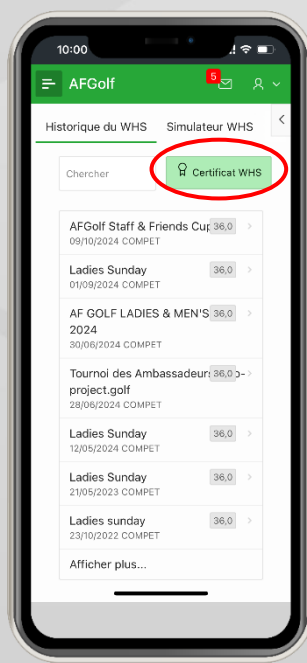 10:00
AFGolf
5
Historique du WHS
Simulateur WHS
Chercher
Certificat WHS
AFGolf Staff & Friends Cup
36,0
09/10/2024 COMPET
Ladies Sunday
36,0
01/09/2024 COMPET
AF GOLF LADIES & MEN'S
36,0
2024
30/06/2024 COMPET
Tournoi des Ambassadeurs
36,0
o-
project.golf
28/06/2024 COMPET
Ladies Sunday
36,0
12/05/2024 COMPET
Ladies Sunday
36,0
21/05/2023 COMPET
Ladies sunday
36,0
23/10/2022 COMPET
Afficher plus...